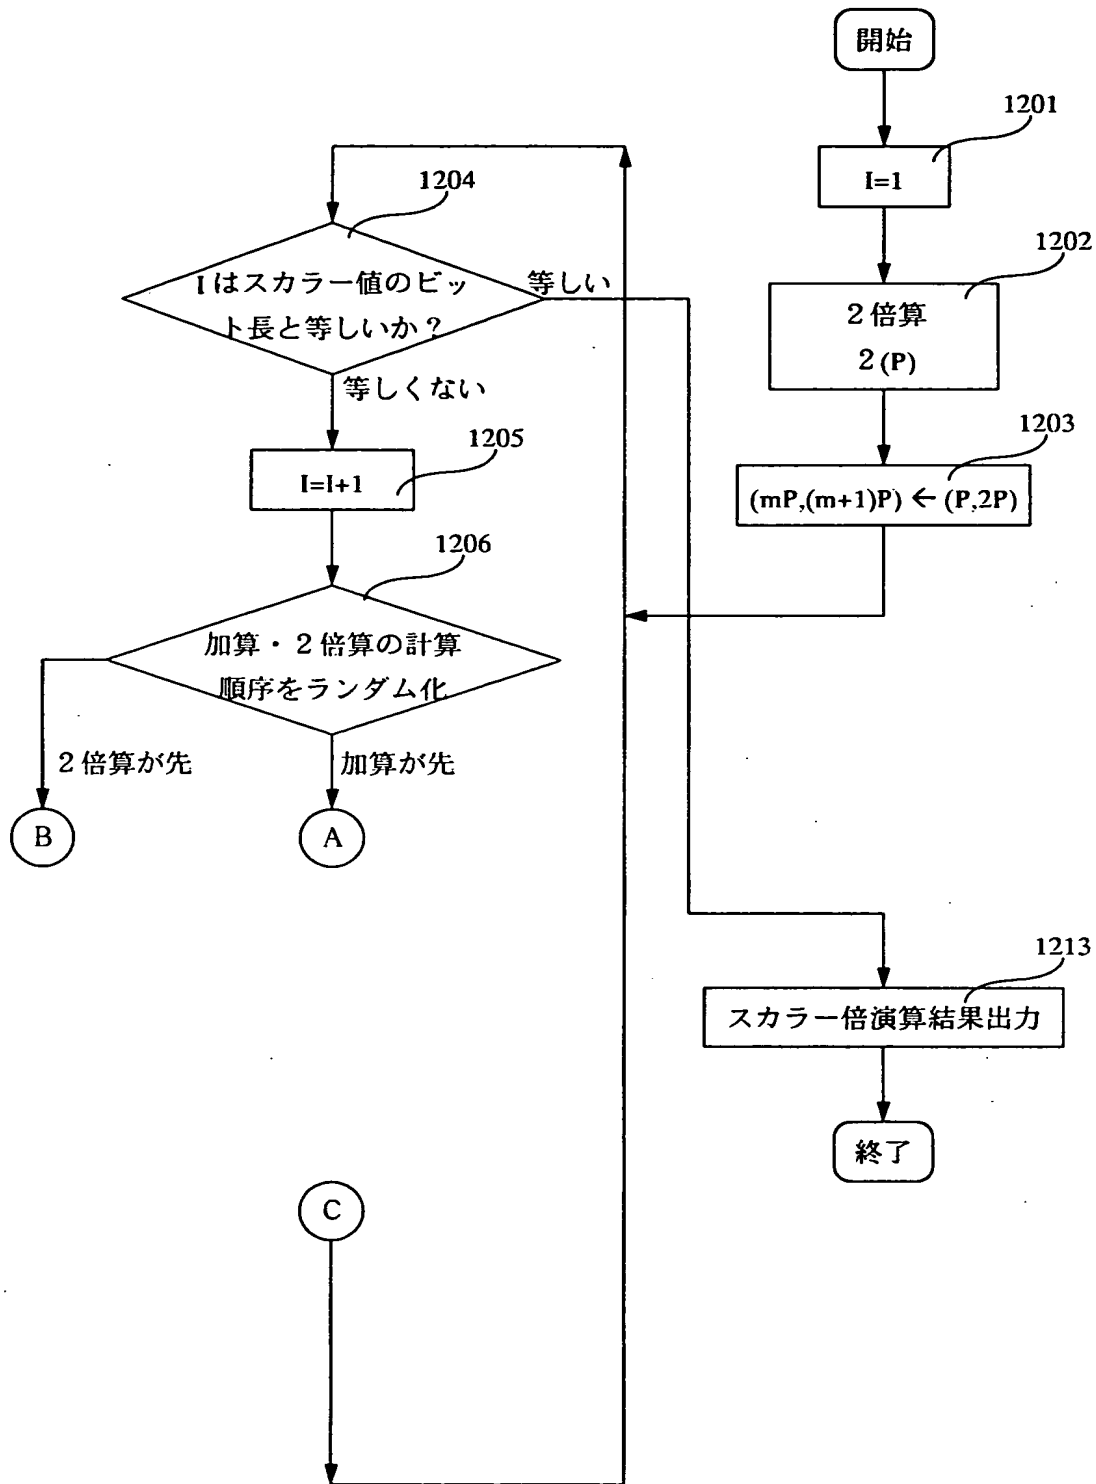 開始
1201
I=1
1202
2倍算
2(P)
1203
(mP,(m+1)P) ← (P,2P)
1204
Iはスカラー値のビッ
ト長と等しいか?
等しい
等しくない
1205
I=I+1
1206
加算・2倍算の計算
順序をランダム化
2倍算が先
加算が先
B
A
1213
スカラー倍演算結果出力
終了
C